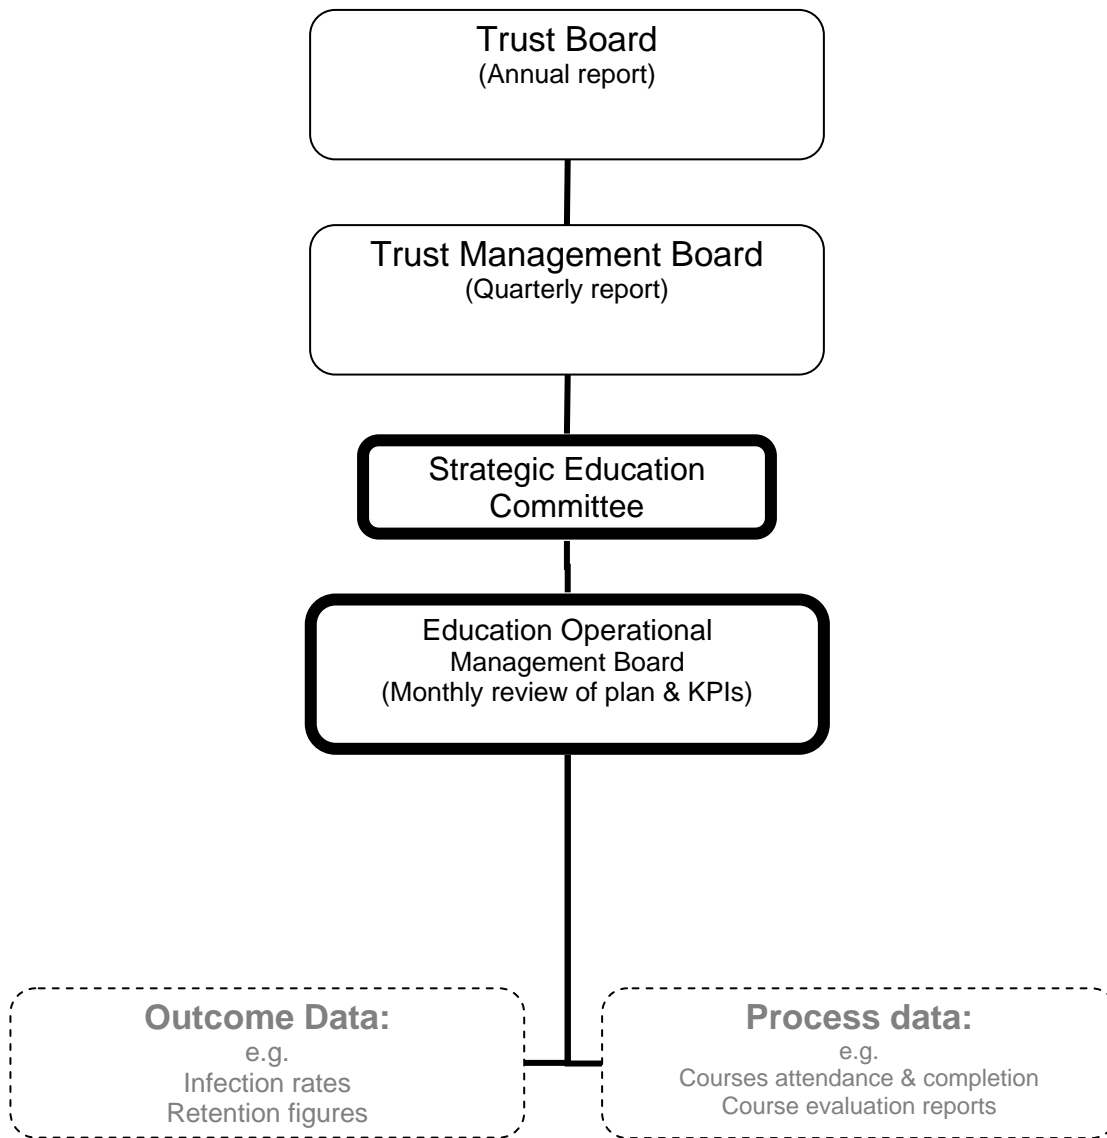 Trust Board
(Annual report)
Trust Management Board
(Quarterly report)
Strategic Education
Committee
Education Operational
Management Board
(Monthly review of plan & KPIs)
Outcome Data:
e.g.
Infection rates
Retention figures
Process data:
e.g.
Courses attendance & completion
Course evaluation reports